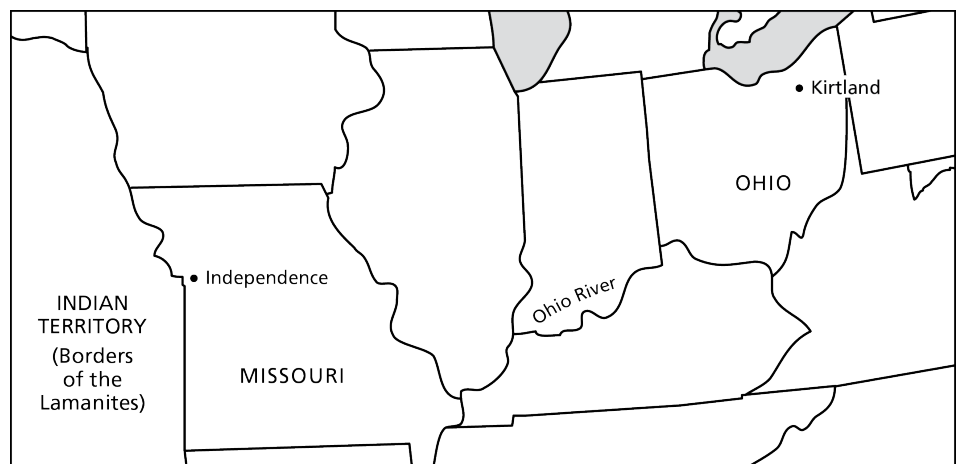 Kirtland
OHIO
Independence
Ohio River
INDIAN
TERRITORY
(Borders
of the
Lamanites)
MISSOURI